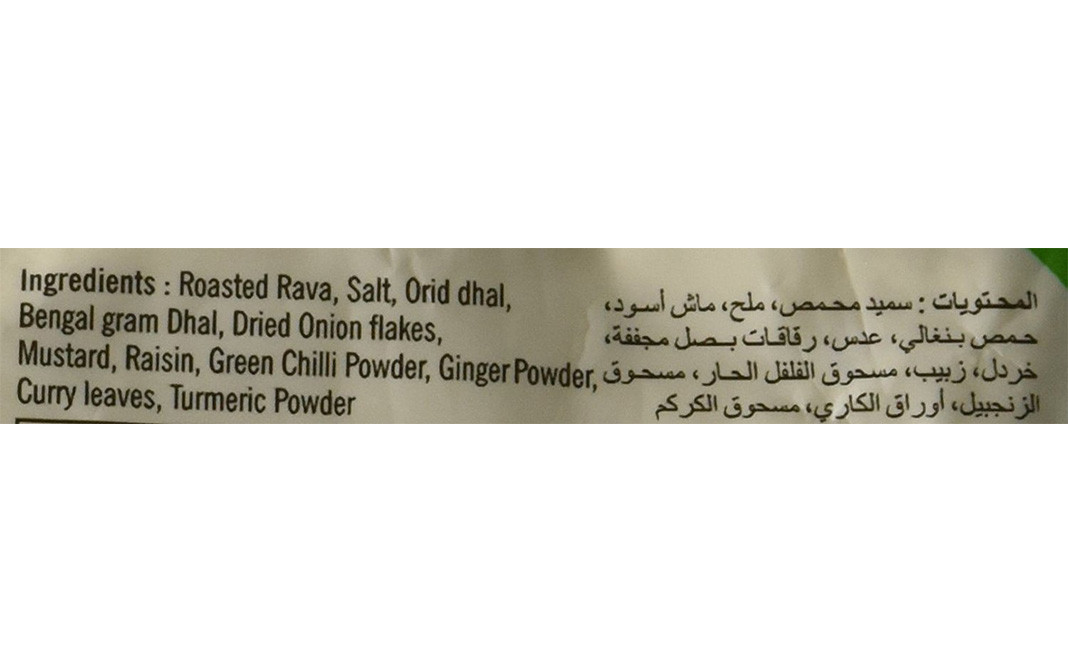 Ingredients : Roasted Rava, Salt, Orid dhal,
Bengal gram Dhal, Dried Onion flakes,
Mustard, Raisin, Green Chilli Powder, Ginger Powder,
Curry leaves, Turmeric Powder
المحتويات : سميد محمص، ملح، ماش أسود،
حمص بنغالي، عدس، رقاقات بصل مجففة،
خردل، زبيب، مسحوق الفلفل الحار، مسحوق
الزنجبيل، أوراق الكاري، مسحوق الكركم